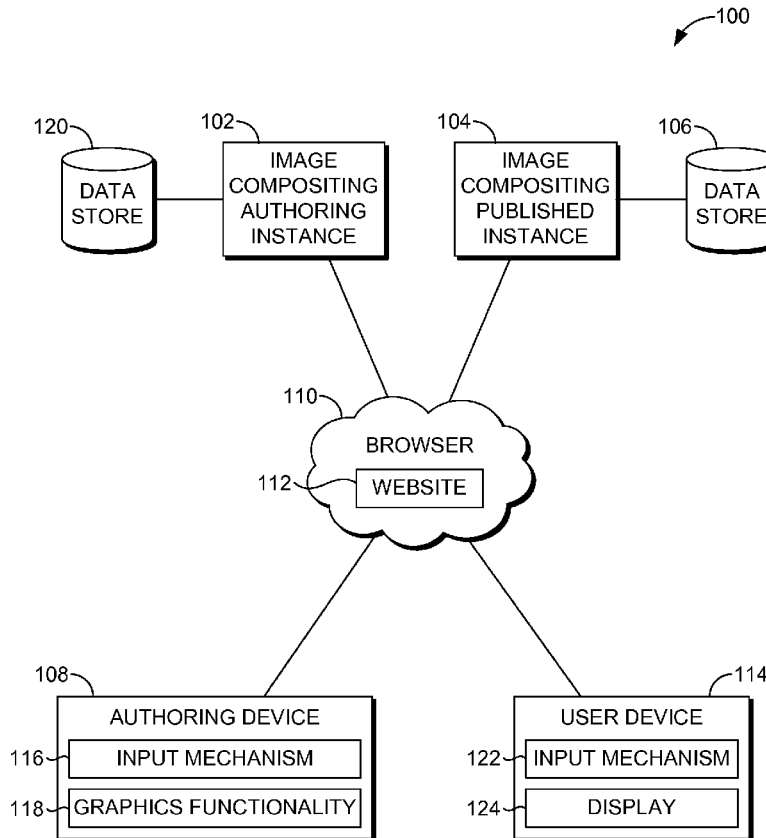 100
120
102
104
106
DATA
STORE
IMAGE
COMPOSITING
AUTHORING
INSTANCE
IMAGE
COMPOSITING
PUBLISHED
INSTANCE
DATA
STORE
110
BROWSER
112
WEBSITE
108
AUTHORING DEVICE
116
INPUT MECHANISM
118
GRAPHICS FUNCTIONALITY
114
USER DEVICE
122
INPUT MECHANISM
124
DISPLAY